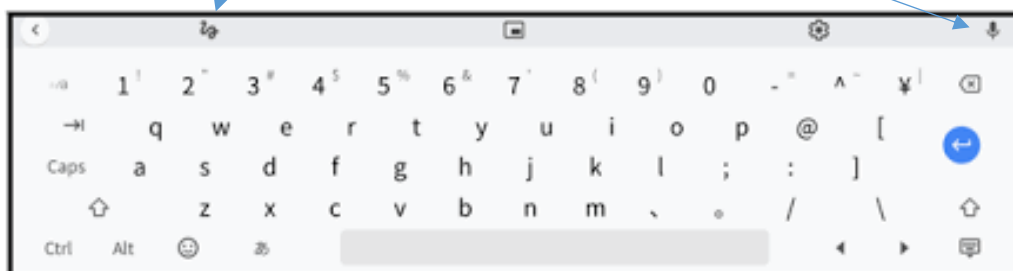 1 ! 2 " 3 # 4 $ 5 % 6 & 7 ' 8 ( 9 ) 0 - = ^ ~ ¥ |
q w e r t y u i o p @ [
Caps a s d f g h j k l ; : ]
z x c v b n m 、 。 / \
Ctrl Alt あ